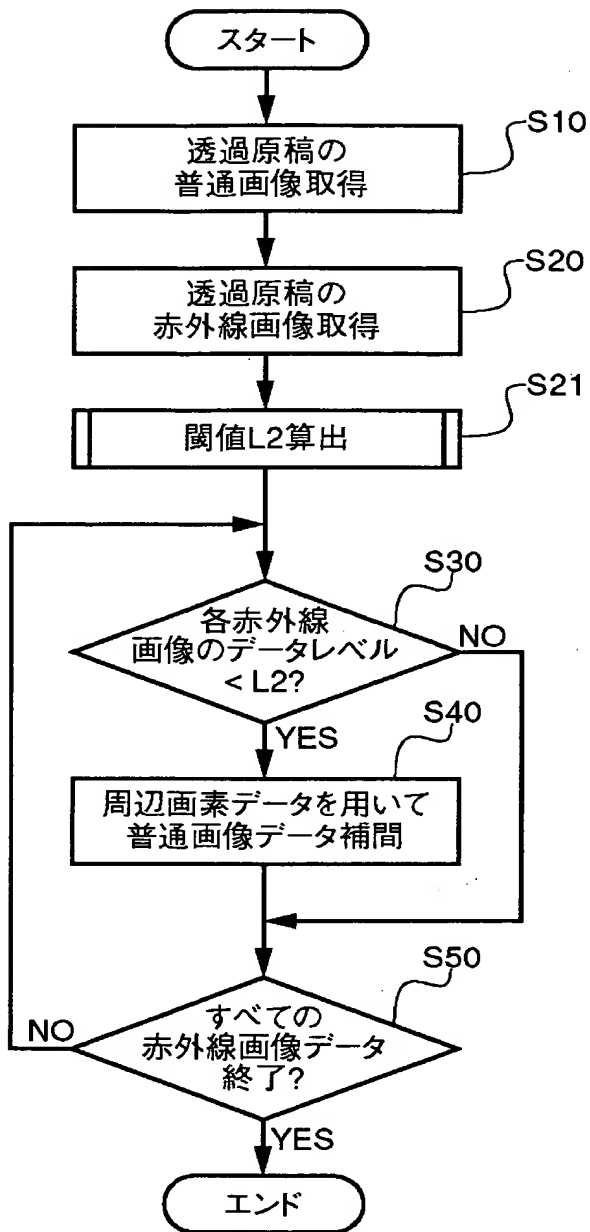 スタート
S10
透過原稿の
普通画像取得
S20
透過原稿の
赤外線画像取得
S21
閾値L2算出
S30
各赤外線
画像のデータレベル
< L2?
NO
YES
S40
周辺画素データを用いて
普通画像データ補間
S50
すべての
赤外線画像データ
終了?
NO
YES
エンド